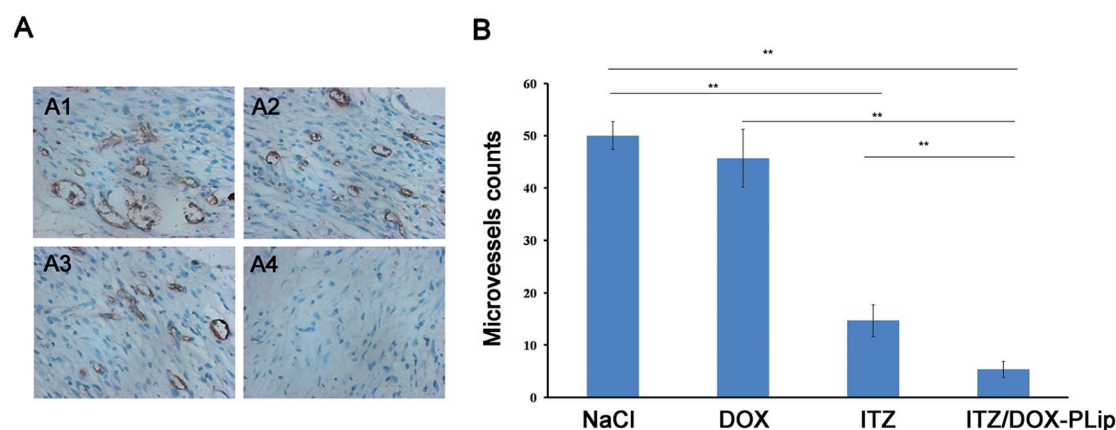 A
B
A1
A2
A3
A4
Microvessels counts
60
50
40
30
20
10
0
**
**
**
**
NaCl
DOX
ITZ
ITZ/DOX-PLip